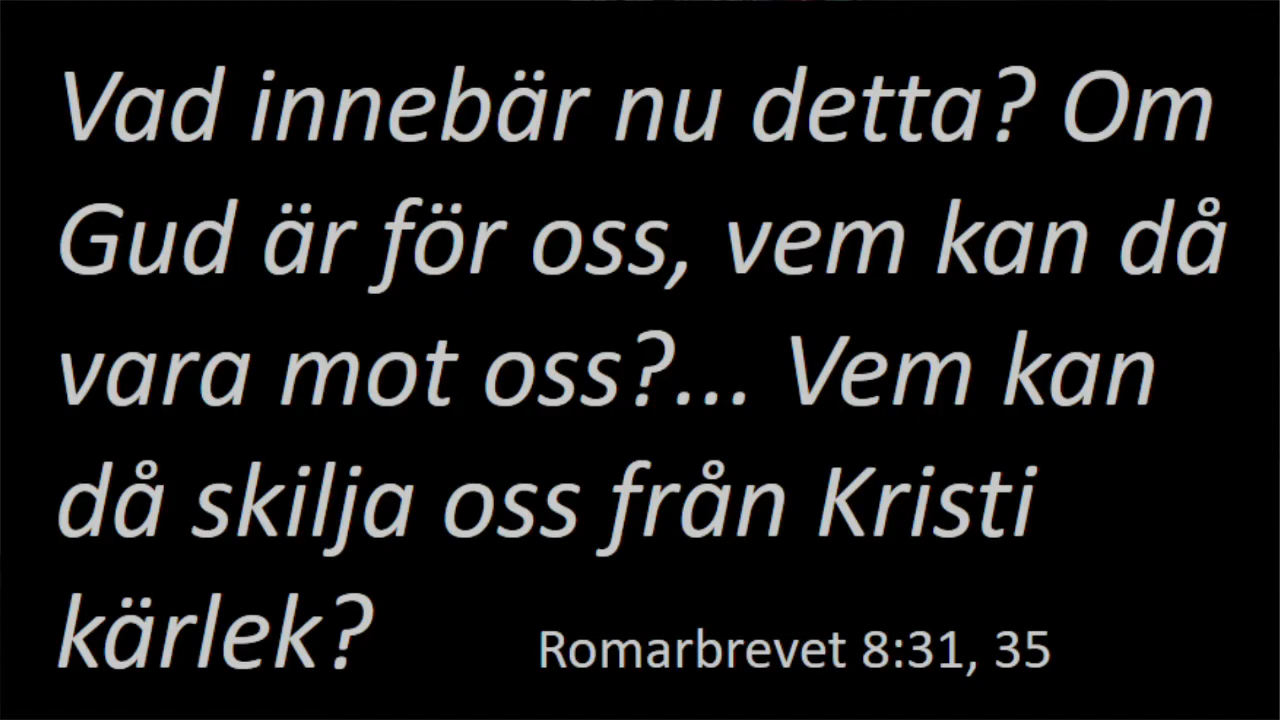 Vad innebär nu detta? Om
Gud är för oss, vem kan då
vara mot oss?... Vem kan
då skilja oss från Kristi
kärlek? Romarbrevet 8:31, 35